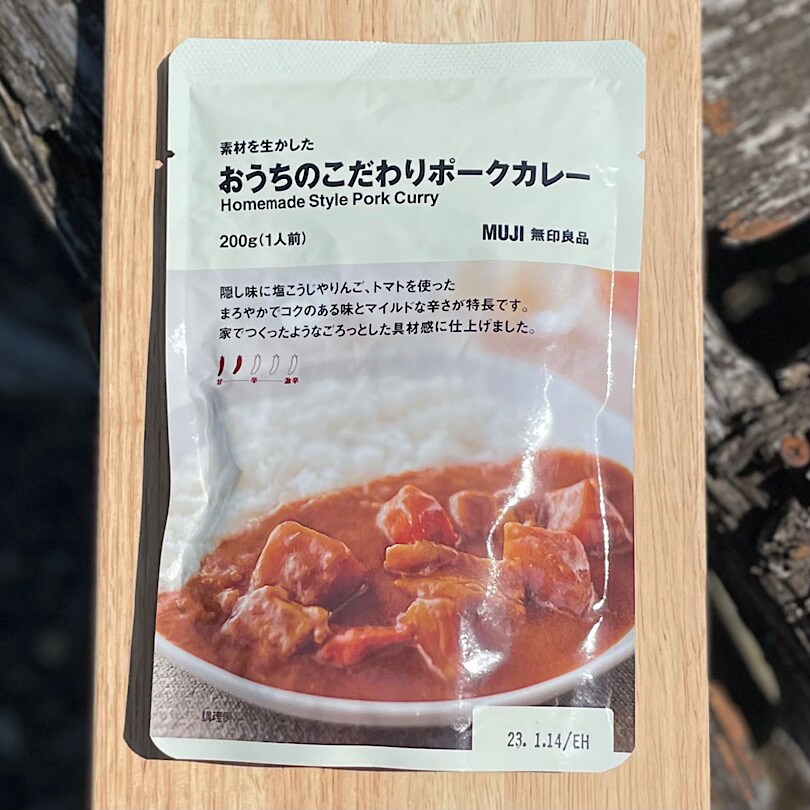 素材を生かした
おうちのこだわりポークカレー
Homemade Style Pork Curry
200g(1人前)
MUJI 無印良品
隠し味に塩こうじやりんご、トマトを使った
まろやかでコクのある味とマイルドな辛さが特長です。
家でつくったようなごろっとした具材感に仕上げました。
甘 辛 激辛
調理例
23. 1.14/EH